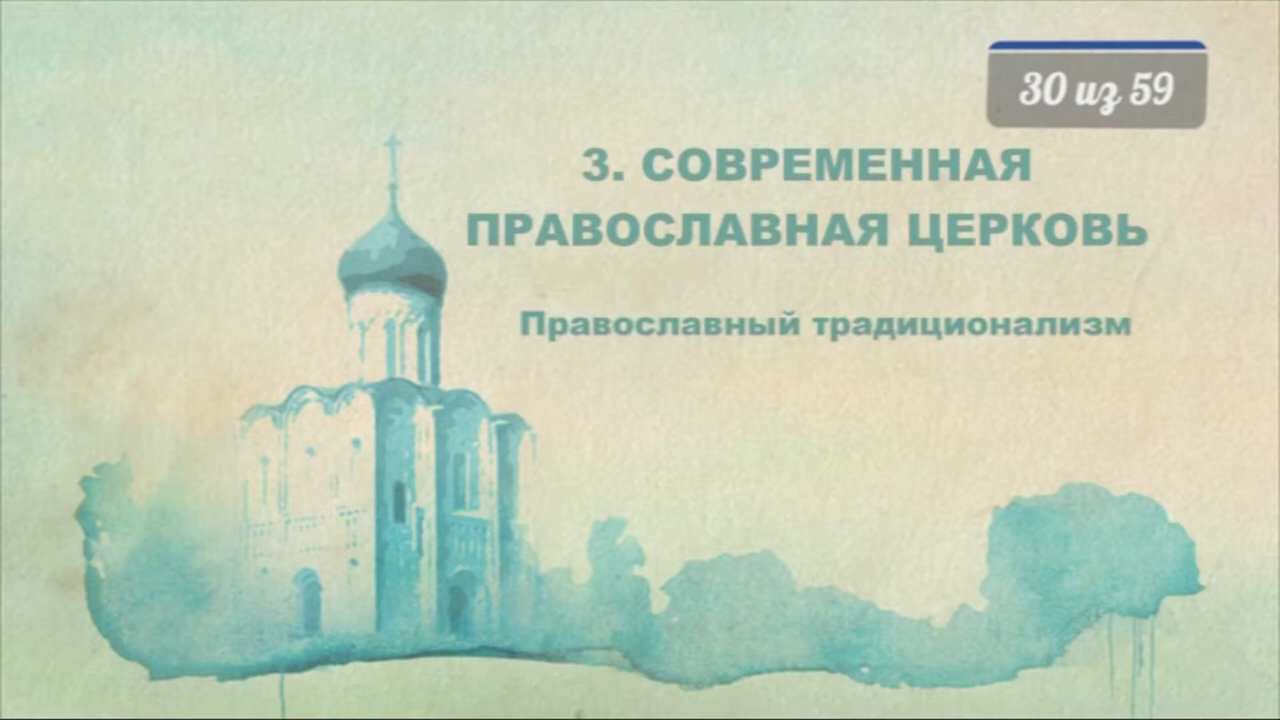 30 из 59
3. СОВРЕМЕННАЯ
ПРАВОСЛАВНАЯ ЦЕРКОВЬ
Православный традиционализм